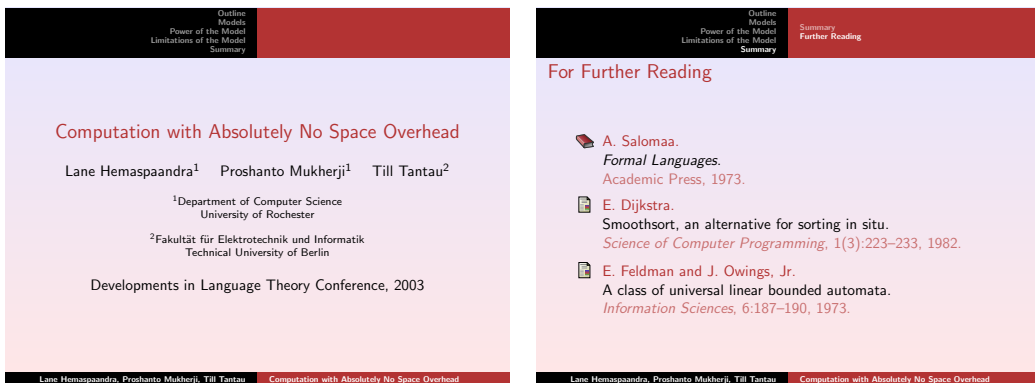 Outline
Models
Power of the Model
Limitations of the Model
Summary
Computation with Absolutely No Space Overhead
Lane Hemaspaandra¹ Proshanto Mukherji¹ Till Tantau²
¹Department of Computer Science
University of Rochester
²Fakultät für Elektrotechnik und Informatik
Technical University of Berlin
Developments in Language Theory Conference, 2003
Lane Hemaspaandra, Proshanto Mukherji, Till Tantau Computation with Absolutely No Space Overhead
Outline
Models
Power of the Model
Limitations of the Model
Summary
Summary
Further Reading
For Further Reading
A. Salomaa.
Formal Languages.
Academic Press, 1973.
E. Dijkstra.
Smoothsort, an alternative for sorting in situ.
Science of Computer Programming, 1(3):223–233, 1982.
E. Feldman and J. Owings, Jr.
A class of universal linear bounded automata.
Information Sciences, 6:187–190, 1973.
Lane Hemaspaandra, Proshanto Mukherji, Till Tantau Computation with Absolutely No Space Overhead